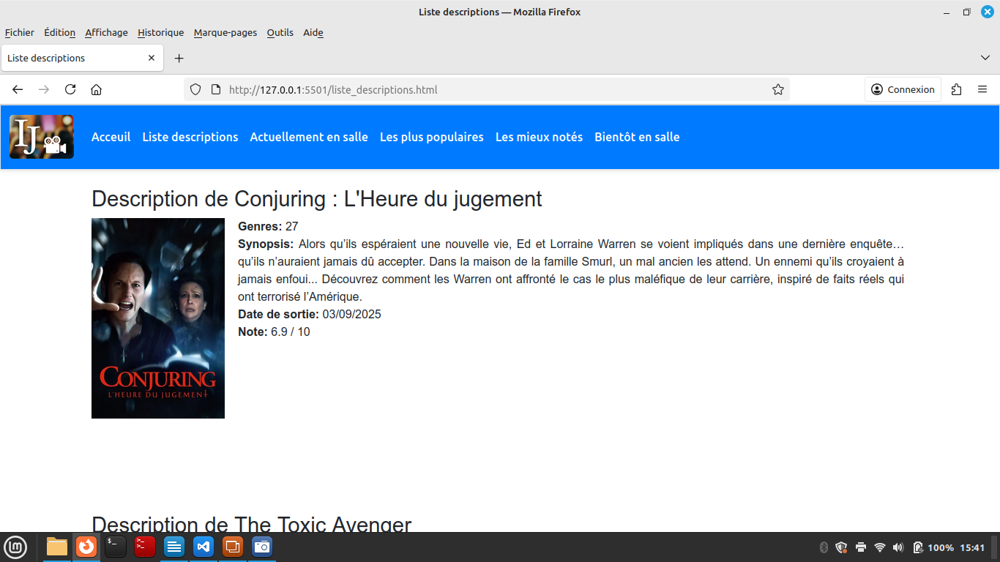 Liste descriptions — Mozilla Firefox
Fichier Édition Affichage Historique Marque-pages Outils Aide
Liste descriptions
http://127.0.0.1:5501/liste_descriptions.html
Connexion
IJ
Acceuil Liste descriptions Actuellement en salle Les plus populaires Les mieux notés Bientôt en salle
Description de Conjuring : L'Heure du jugement
Genres: 27
Synopsis: Alors qu’ils espéraient une nouvelle vie, Ed et Lorraine Warren se voient impliqués dans une dernière enquête…
qu’ils n’auraient jamais dû accepter. Dans la maison de la famille Smurl, un mal ancien les attend. Un ennemi qu’ils croyaient à
jamais enfoui... Découvrez comment les Warren ont affronté le cas le plus maléfique de leur carrière, inspiré de faits réels qui
ont terrorisé l’Amérique.
Date de sortie: 03/09/2025
Note: 6.9 / 10
CONJURING
L'HEURE DU JUGEMENT
Description de The Toxic Avenger
100% 15:41